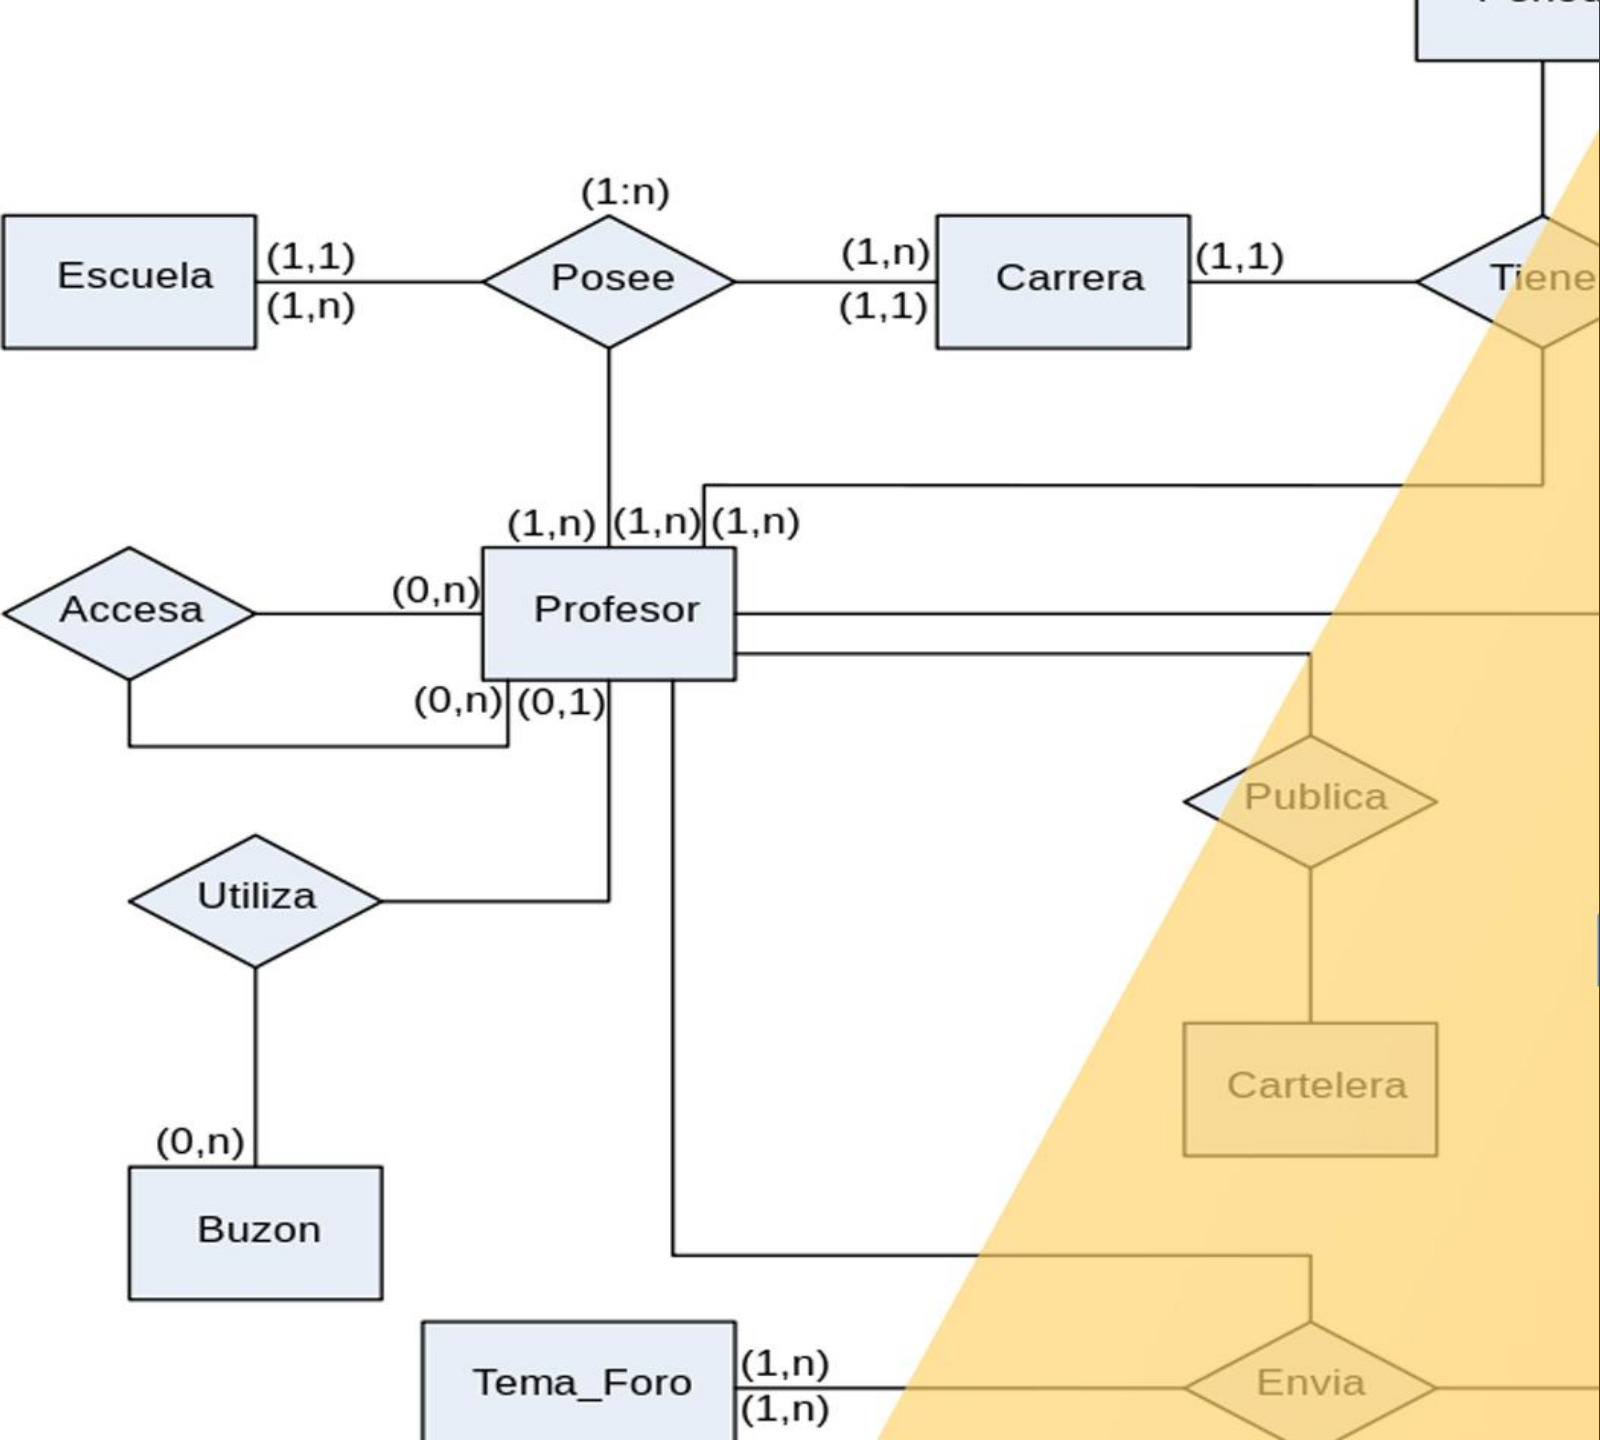 (1:n)
Escuela
(1,1)
(1,n)
Posee
(1,n)
(1,1)
Carrera
(1,1)
Tiene
(1,n)
(1,n)
(1,n)
Accesa
(0,n)
Profesor
(0,n)
(0,1)
Publica
Utiliza
Cartelera
(0,n)
Buzon
Tema_Foro
(1,n)
(1,n)
Envia